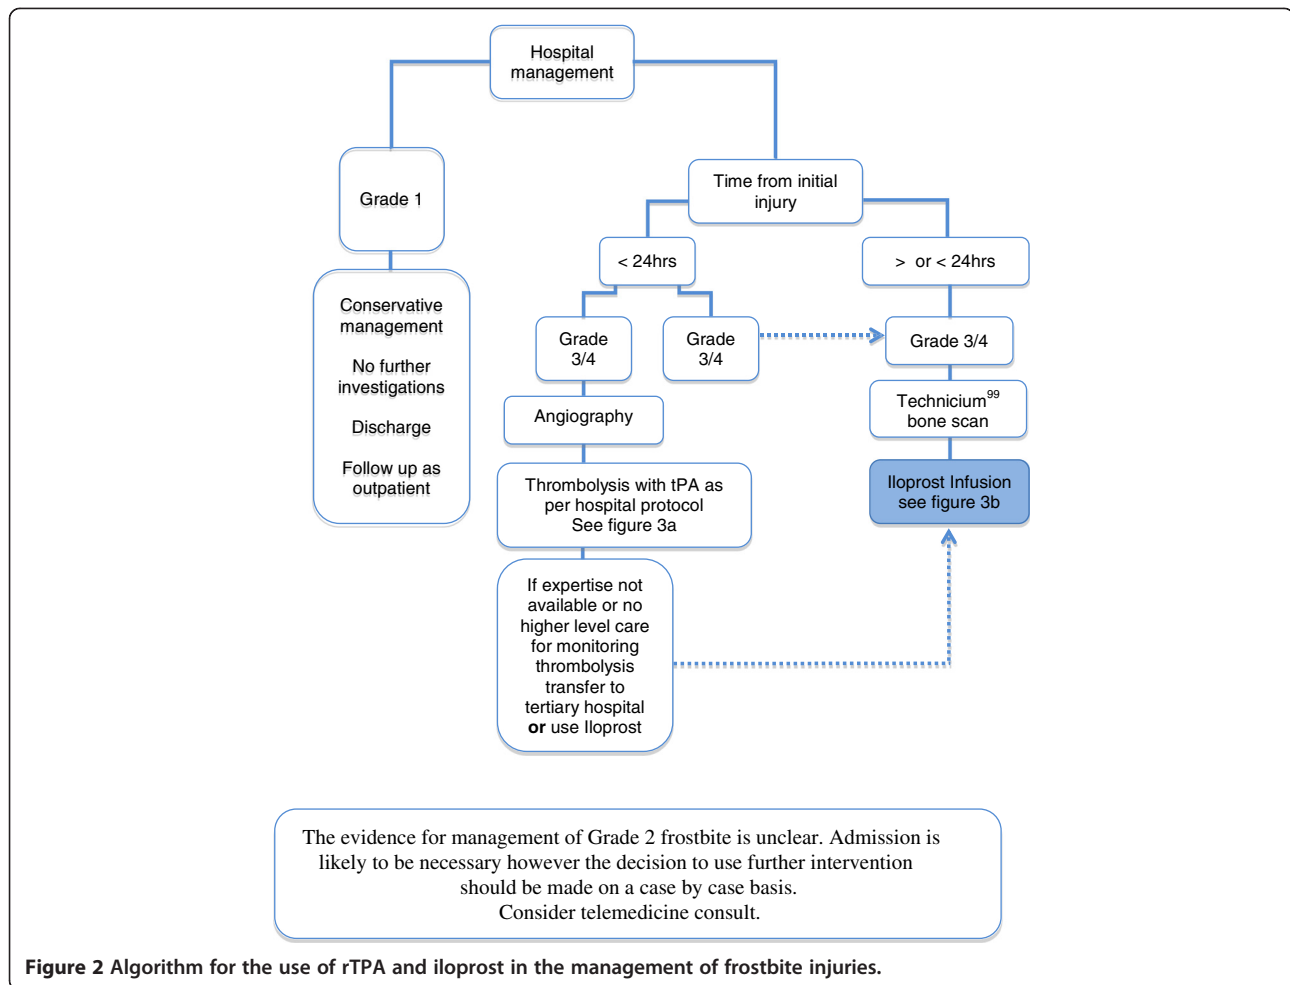 Hospital
management
Grade 1
Time from initial
injury
< 24hrs
> or < 24hrs
Conservative
management
No further
investigations
Discharge
Follow up as
outpatient
Grade
3/4
Grade
3/4
Grade 3/4
Angiography
Technicium99
bone scan
Thrombolysis with tPA as
per hospital protocol
See figure 3a
Iloprost Infusion
see figure 3b
If expertise not
available or no
higher level care
for monitoring
thrombolysis
transfer to
tertiary hospital
or use Iloprost
The evidence for management of Grade 2 frostbite is unclear. Admission is
likely to be necessary however the decision to use further intervention
should be made on a case by case basis.
Consider telemedicine consult.
Figure 2 Algorithm for the use of rTPA and iloprost in the management of frostbite injuries.